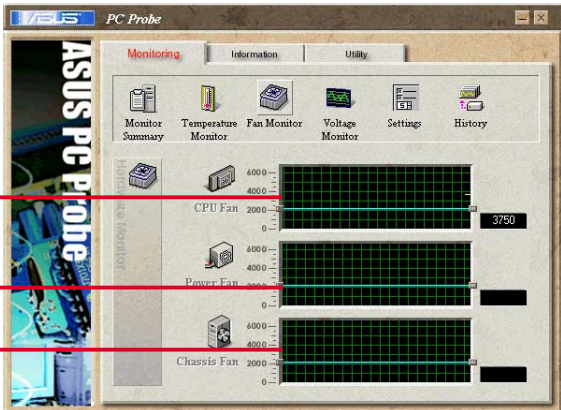 ASUS PC Probe
Monitoring Information Utility
Monitor Summary
Temperature Monitor
Fan Monitor
Voltage Monitor
Settings
History
ASUS PC Probe
Hardware Monitor
6000
4000
CPU Fan 2000
3750
6000
4000
Power Fan
0
6000
4000
Chassis Fan 2000
0